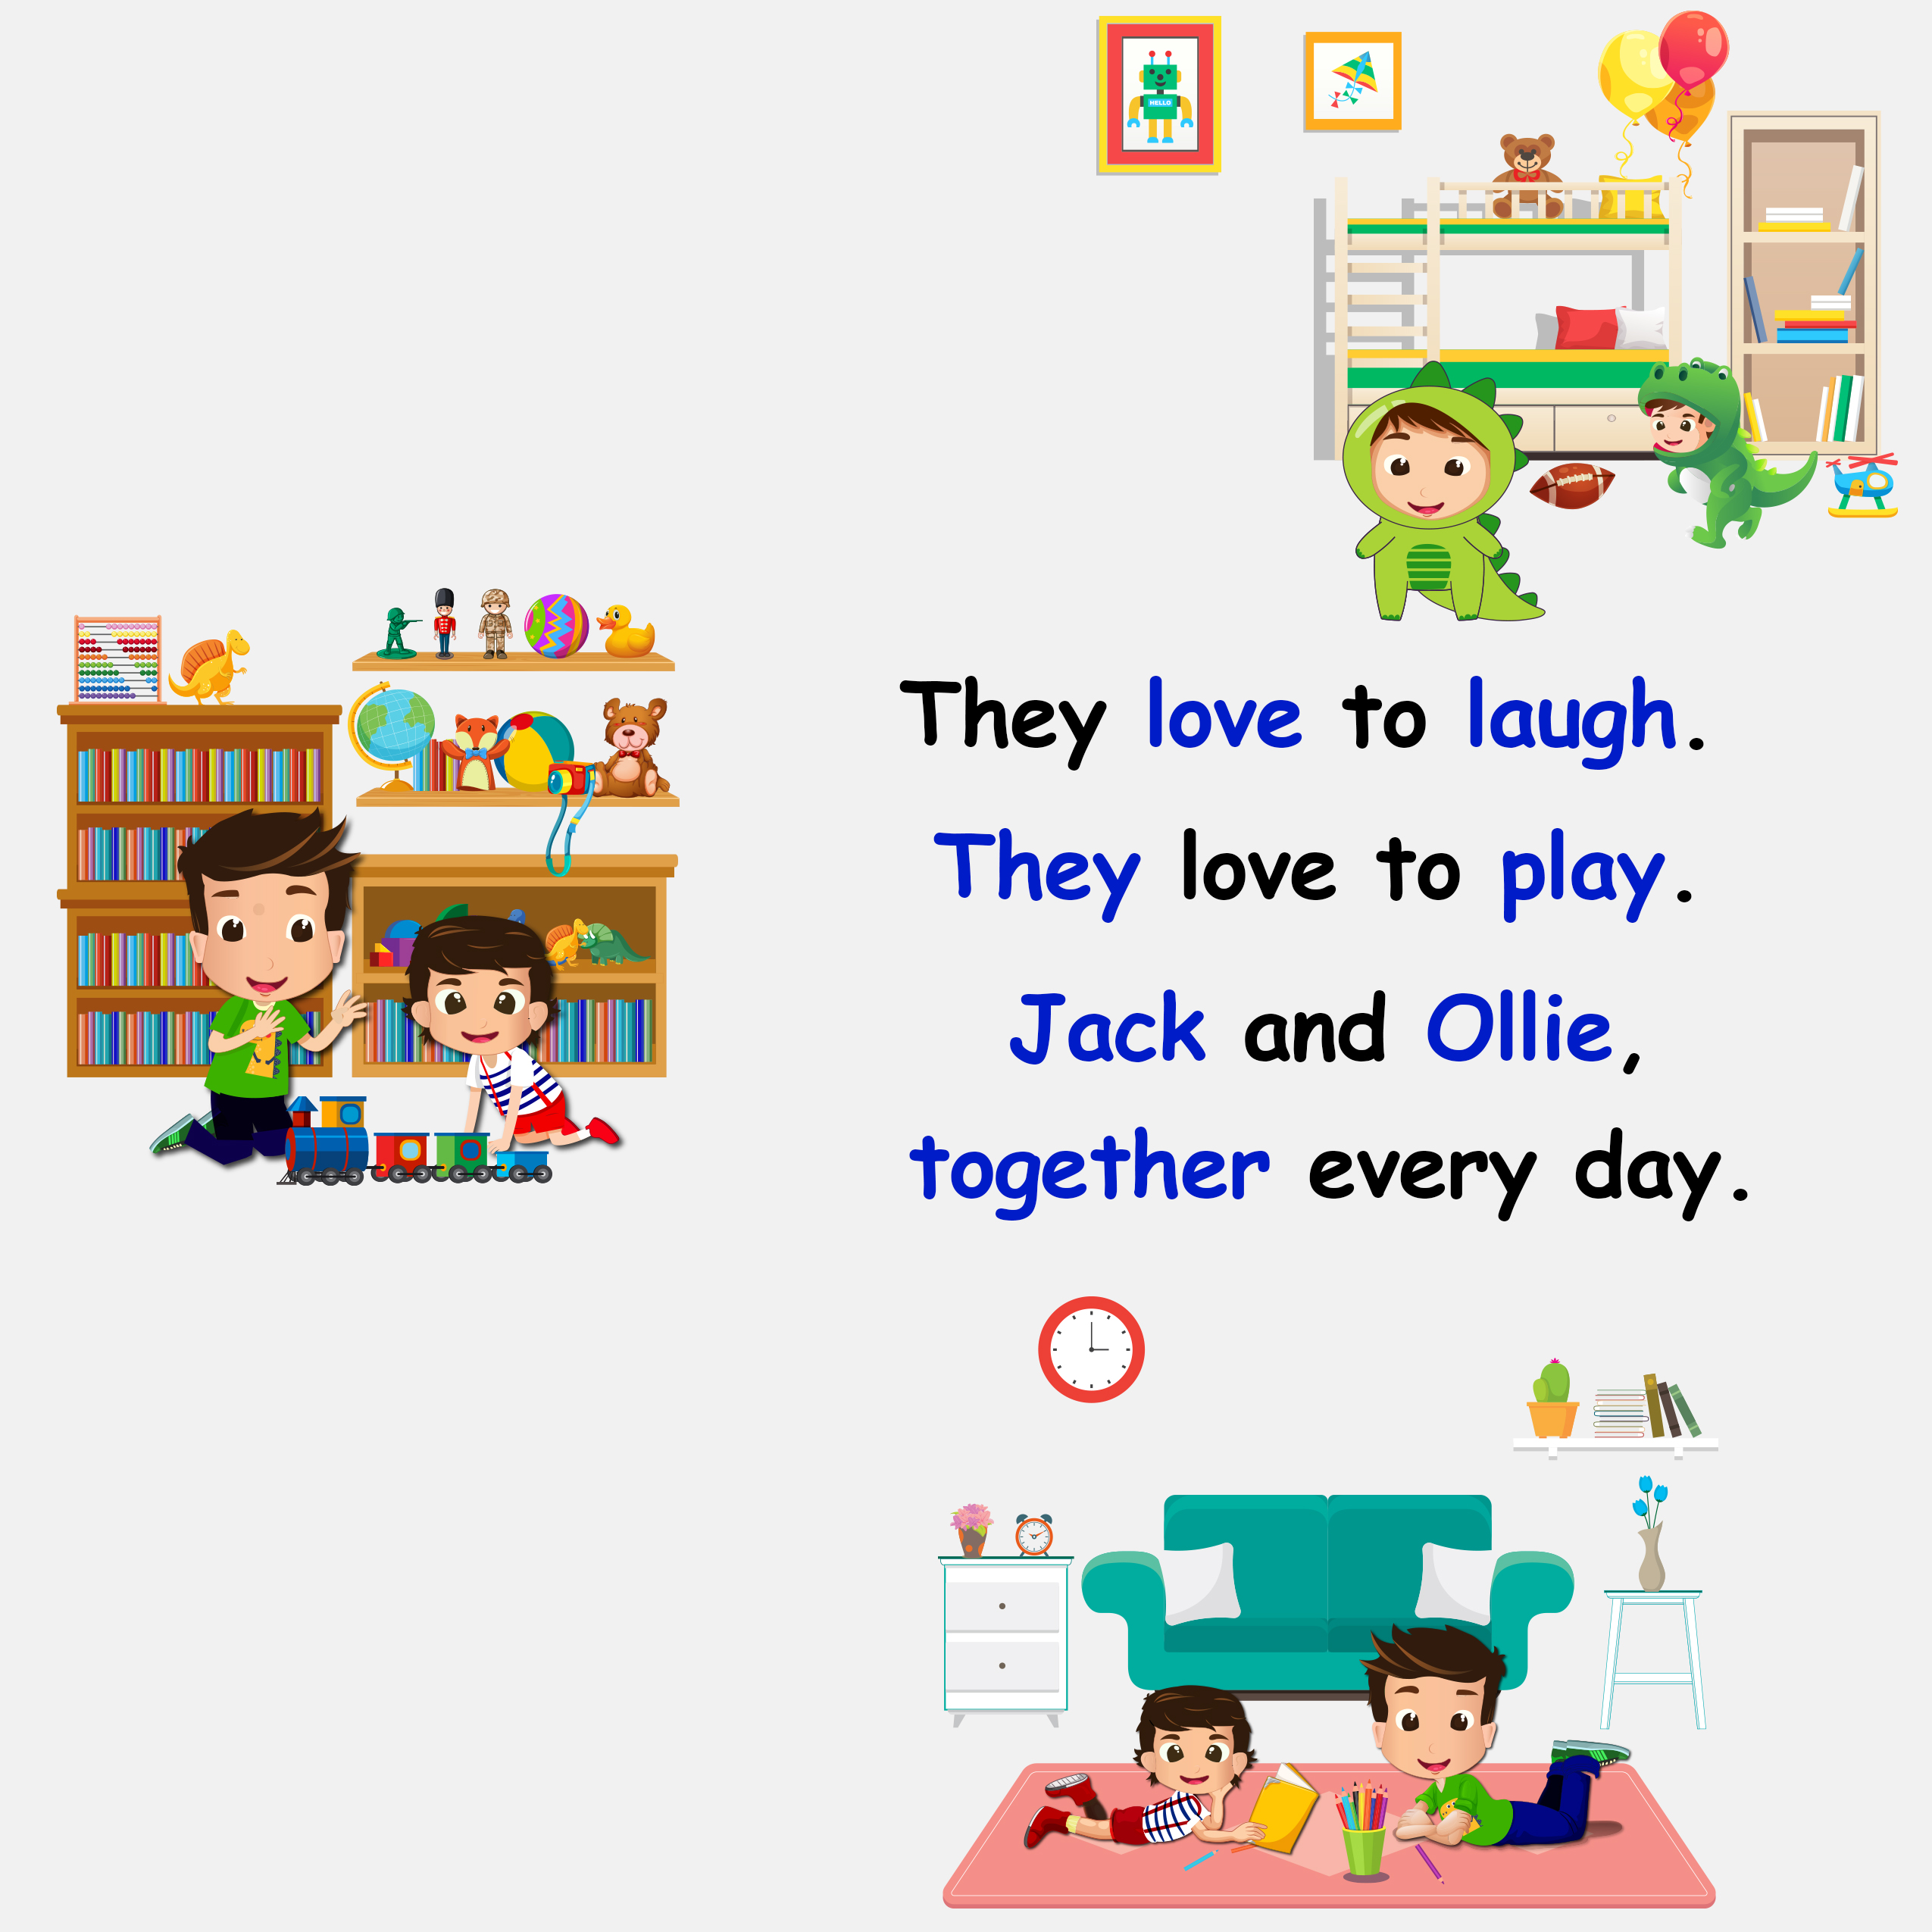 HELLO
They love to laugh.
They love to play.
Jack and Ollie,
together every day.